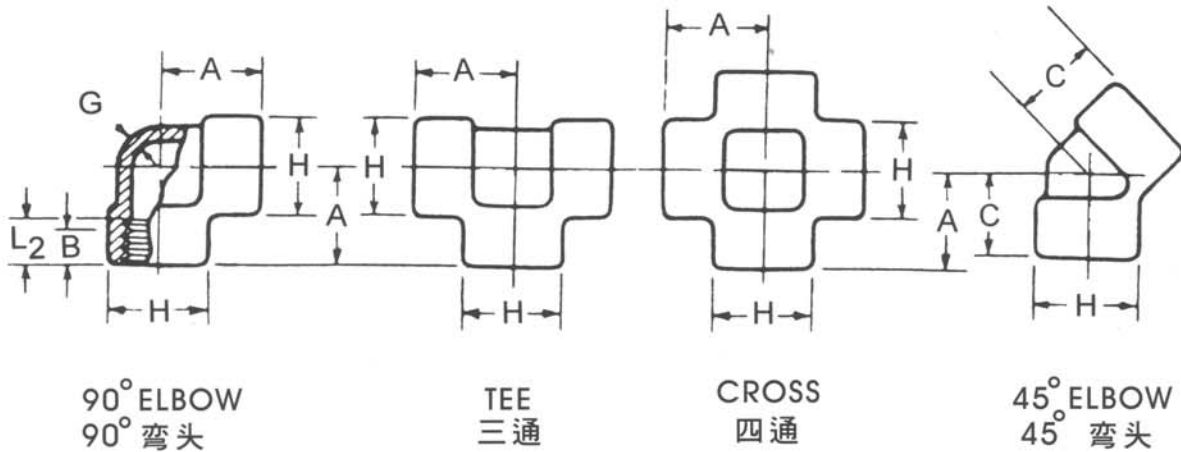 A
G
H
A
L2
B
H
A
H
H
A
H
A
H
C
C
H
90° ELBOW
90° 弯头
TEE
三通
CROSS
四通
45° ELBOW
45° 弯头